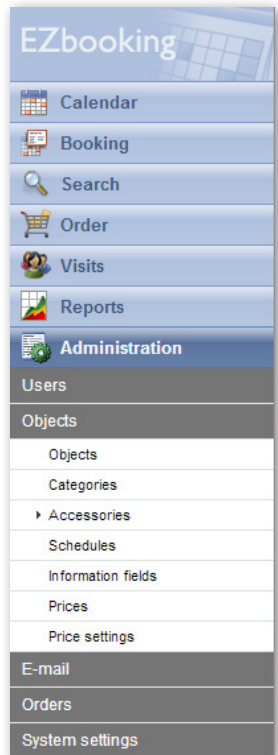 EZbooking
Calendar
Booking
Search
Order
Visits
Reports
Administration
Users
Objects
Objects
Categories
Accessories
Schedules
Information fields
Prices
Price settings
E-mail
Orders
System settings